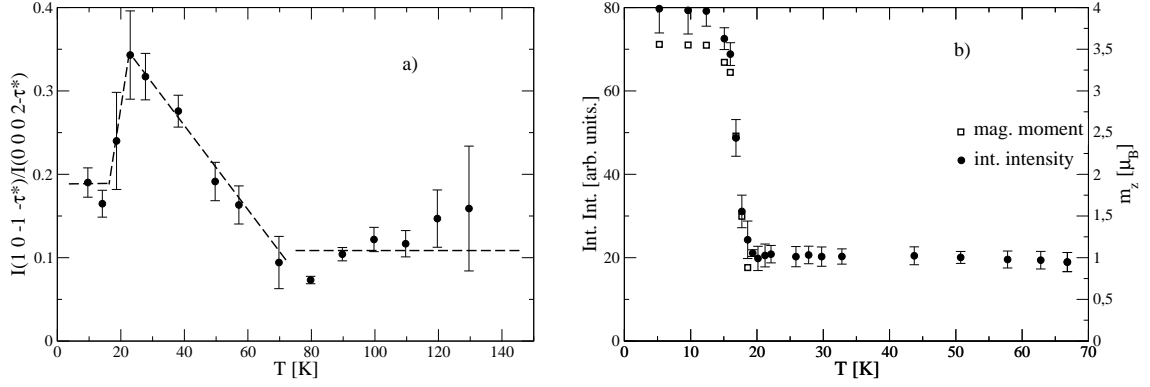 0.4
0.3
0.2
0.1
0
I(1 0 -1 -τ*)/I(0 0 0 2-τ*)
a)
0 20 40 60 80 100 120 140
T [K]
80
60
40
20
0
Int. Int. [arb. units.]
b)
mag. moment
int. intensity
4
3,5
3
2,5
2
1,5
1
0,5
0
m_z [μ_B]
0 10 20 30 40 50 60 70
T [K]